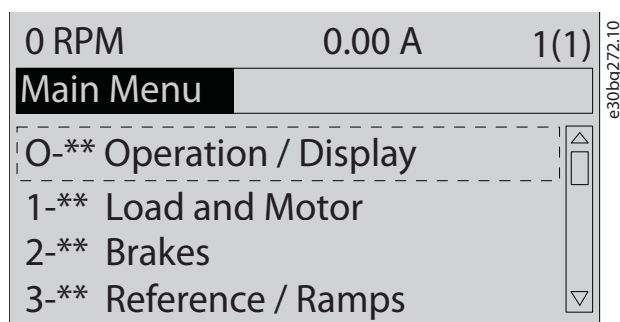 0 RPM 0.00 A 1(1)
Main Menu
O-** Operation / Display
1-** Load and Motor
2-** Brakes
3-** Reference / Ramps
e30bq272.10